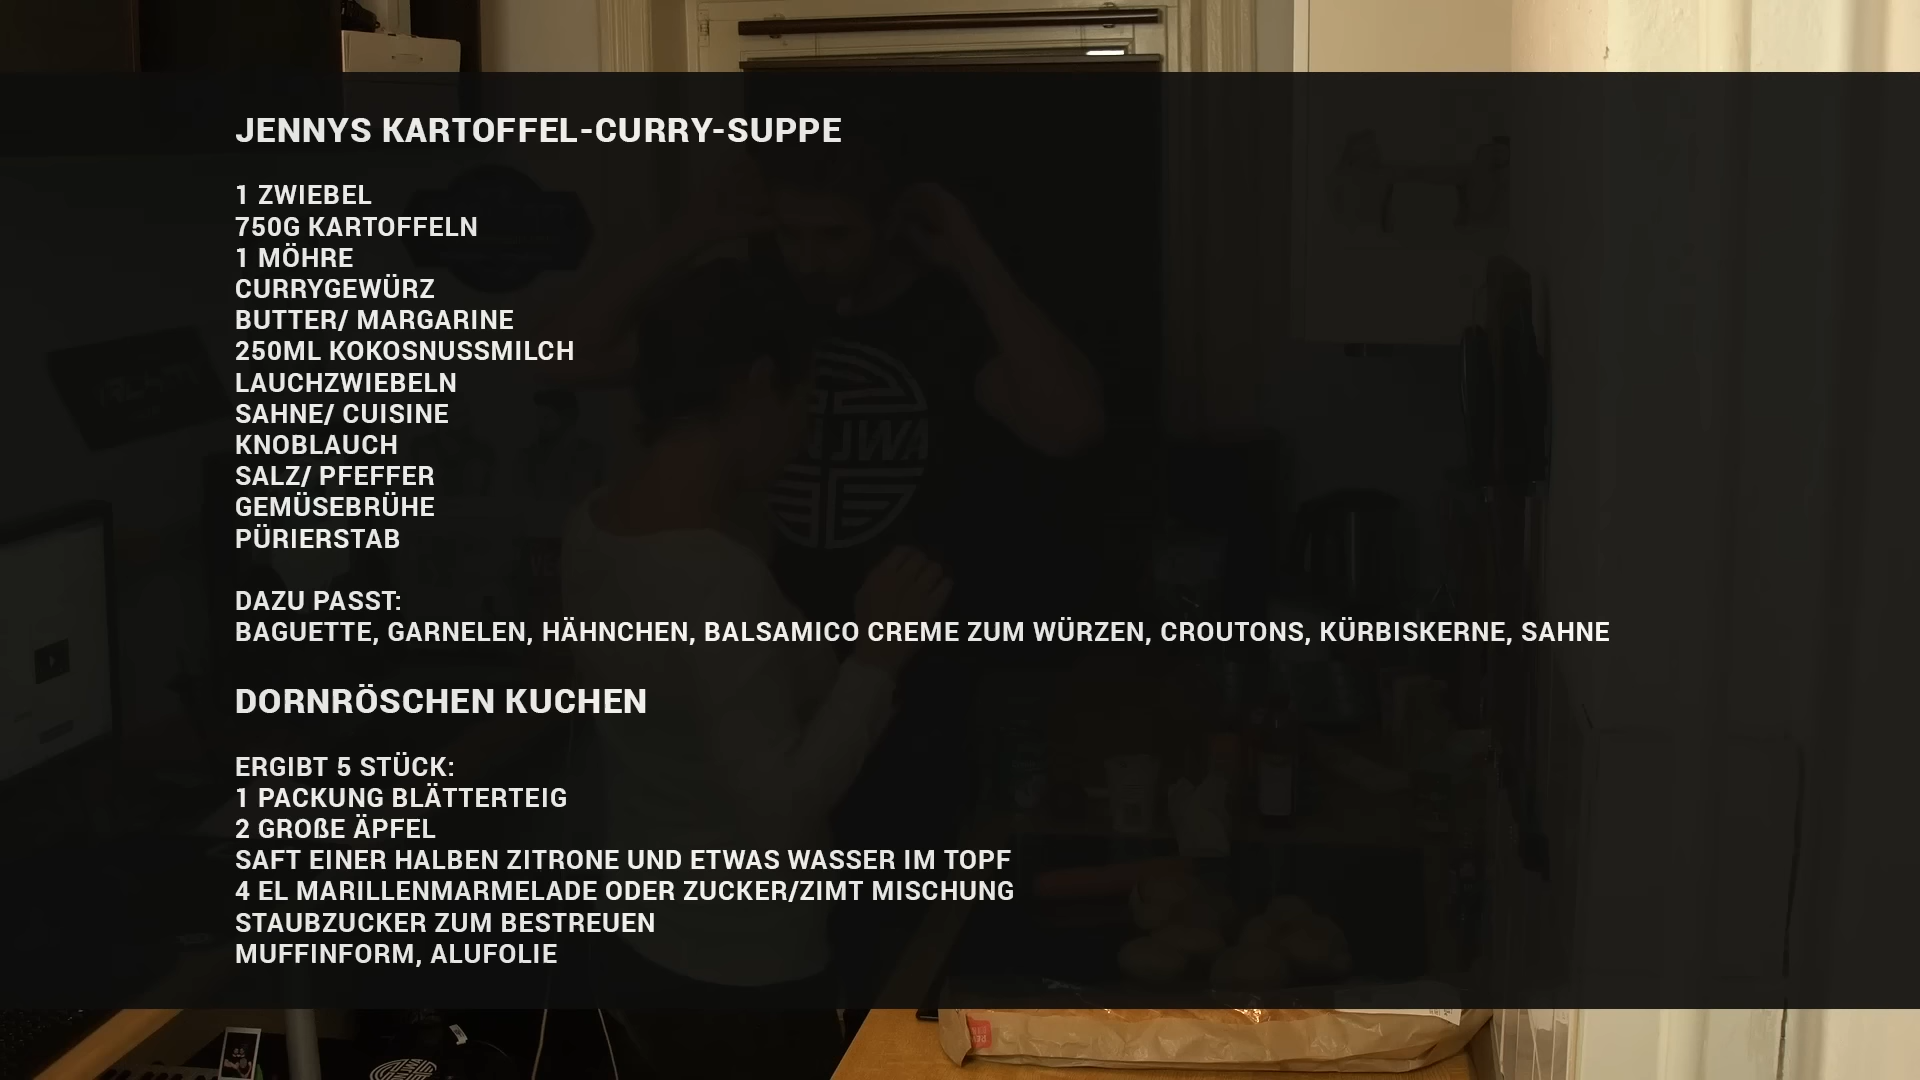 JENNYS KARTOFFEL-CURRY-SUPPE
1 ZWIEBEL
750G KARTOFFELN
1 MÖHRE
CURRYGEWÜRZ
BUTTER/ MARGARINE
250ML KOKOSNUSSMILCH
LAUCHZWIEBELN
SAHNE/ CUISINE
KNOBLAUCH
SALZ/ PFEFFER
GEMÜSEBRÜHE
PÜRIERSTAB
DAZU PASST:
BAGUETTE, GARNELEN, HÄHNCHEN, BALSAMICO CREME ZUM WÜRZEN, CROUTONS, KÜRBISKERNE, SAHNE
DORNRÖSCHEN KUCHEN
ERGIBT 5 STÜCK:
1 PACKUNG BLÄTTERTEIG
2 GROßE ÄPFEL
SAFT EINER HALBEN ZITRONE UND ETWAS WASSER IM TOPF
4 EL MARILLENMARMELADE ODER ZUCKER/ZIMT MISCHUNG
STAUBZUCKER ZUM BESTREUEN
MUFFINFORM, ALUFOLIE